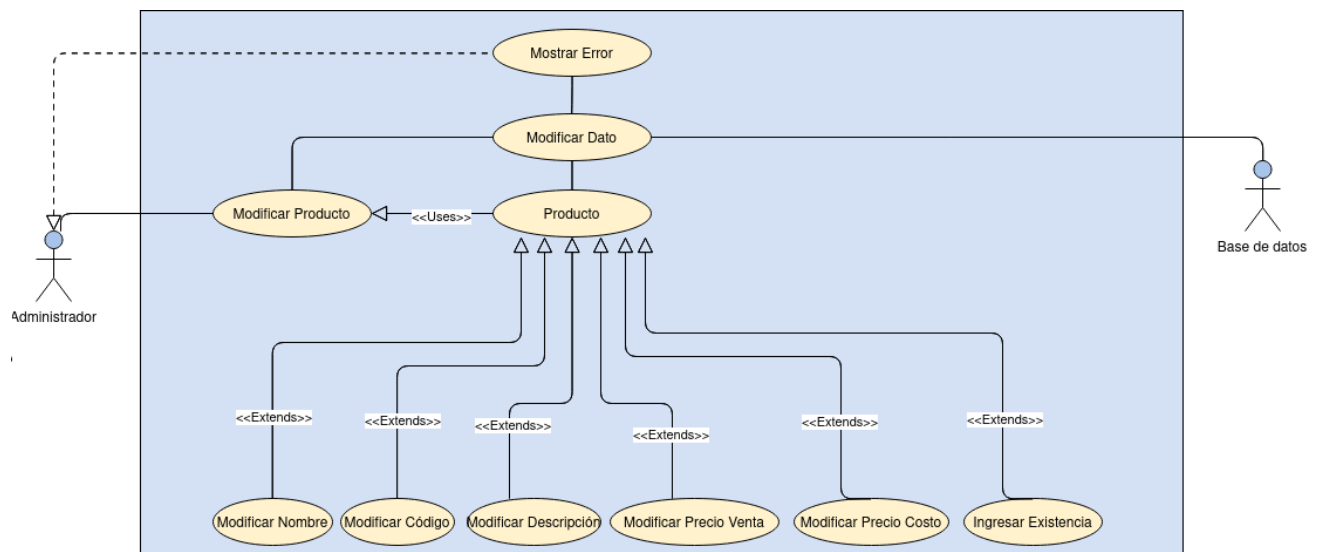 Mostrar Error
Modificar Dato
Modificar Producto
<<Uses>>
Producto
Base de datos
Administrador
<<Extends>>
<<Extends>>
<<Extends>>
<<Extends>>
<<Extends>>
<<Extends>>
Modificar Nombre
Modificar Código
Modificar Descripción
Modificar Precio Venta
Modificar Precio Costo
Ingresar Existencia